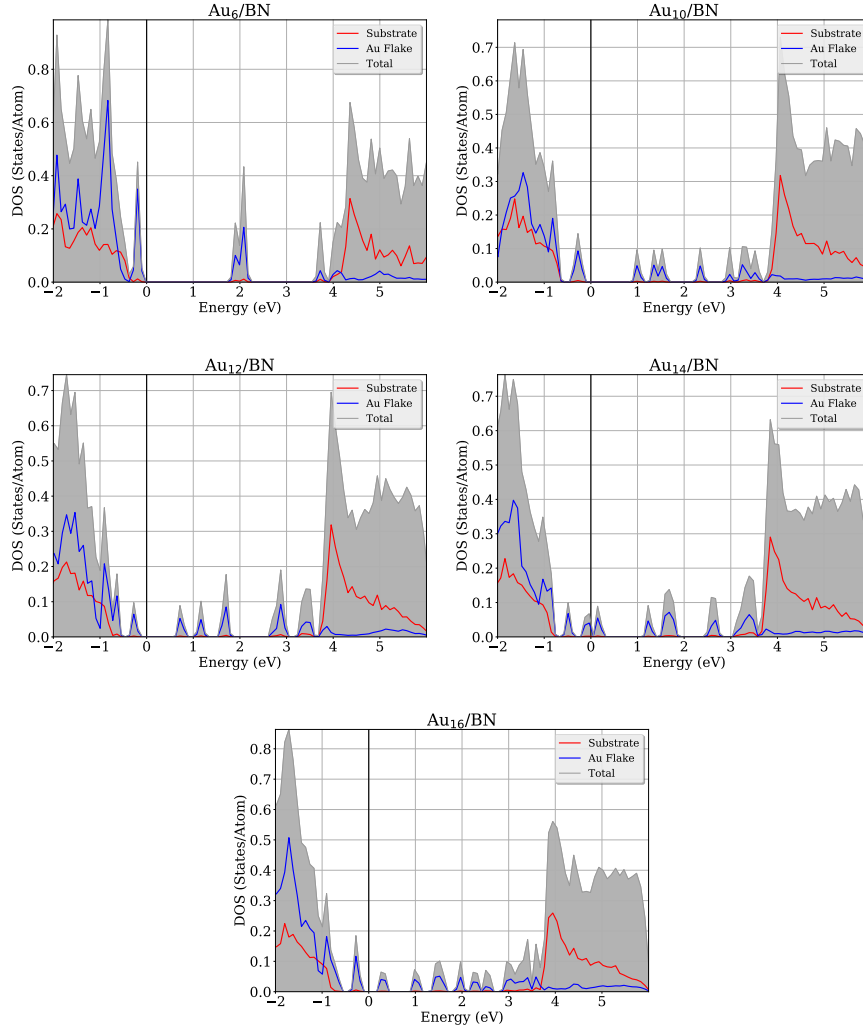 Au6/BN
Substrate
Au Flake
Total
DOS (States/Atom)
0.8
0.6
0.4
0.2
0.0
−2 −1 0 1 2 3 4 5
Energy (eV)
Au10/BN
Substrate
Au Flake
Total
DOS (States/Atom)
0.7
0.6
0.5
0.4
0.3
0.2
0.1
0.0
−2 −1 0 1 2 3 4 5
Energy (eV)
Au12/BN
Substrate
Au Flake
Total
DOS (States/Atom)
0.7
0.6
0.5
0.4
0.3
0.2
0.1
0.0
−2 −1 0 1 2 3 4 5
Energy (eV)
Au14/BN
Substrate
Au Flake
Total
DOS (States/Atom)
0.7
0.6
0.5
0.4
0.3
0.2
0.1
0.0
−2 −1 0 1 2 3 4 5
Energy (eV)
Au16/BN
Substrate
Au Flake
Total
DOS (States/Atom)
0.8
0.7
0.6
0.5
0.4
0.3
0.2
0.1
0.0
−2 −1 0 1 2 3 4 5
Energy (eV)